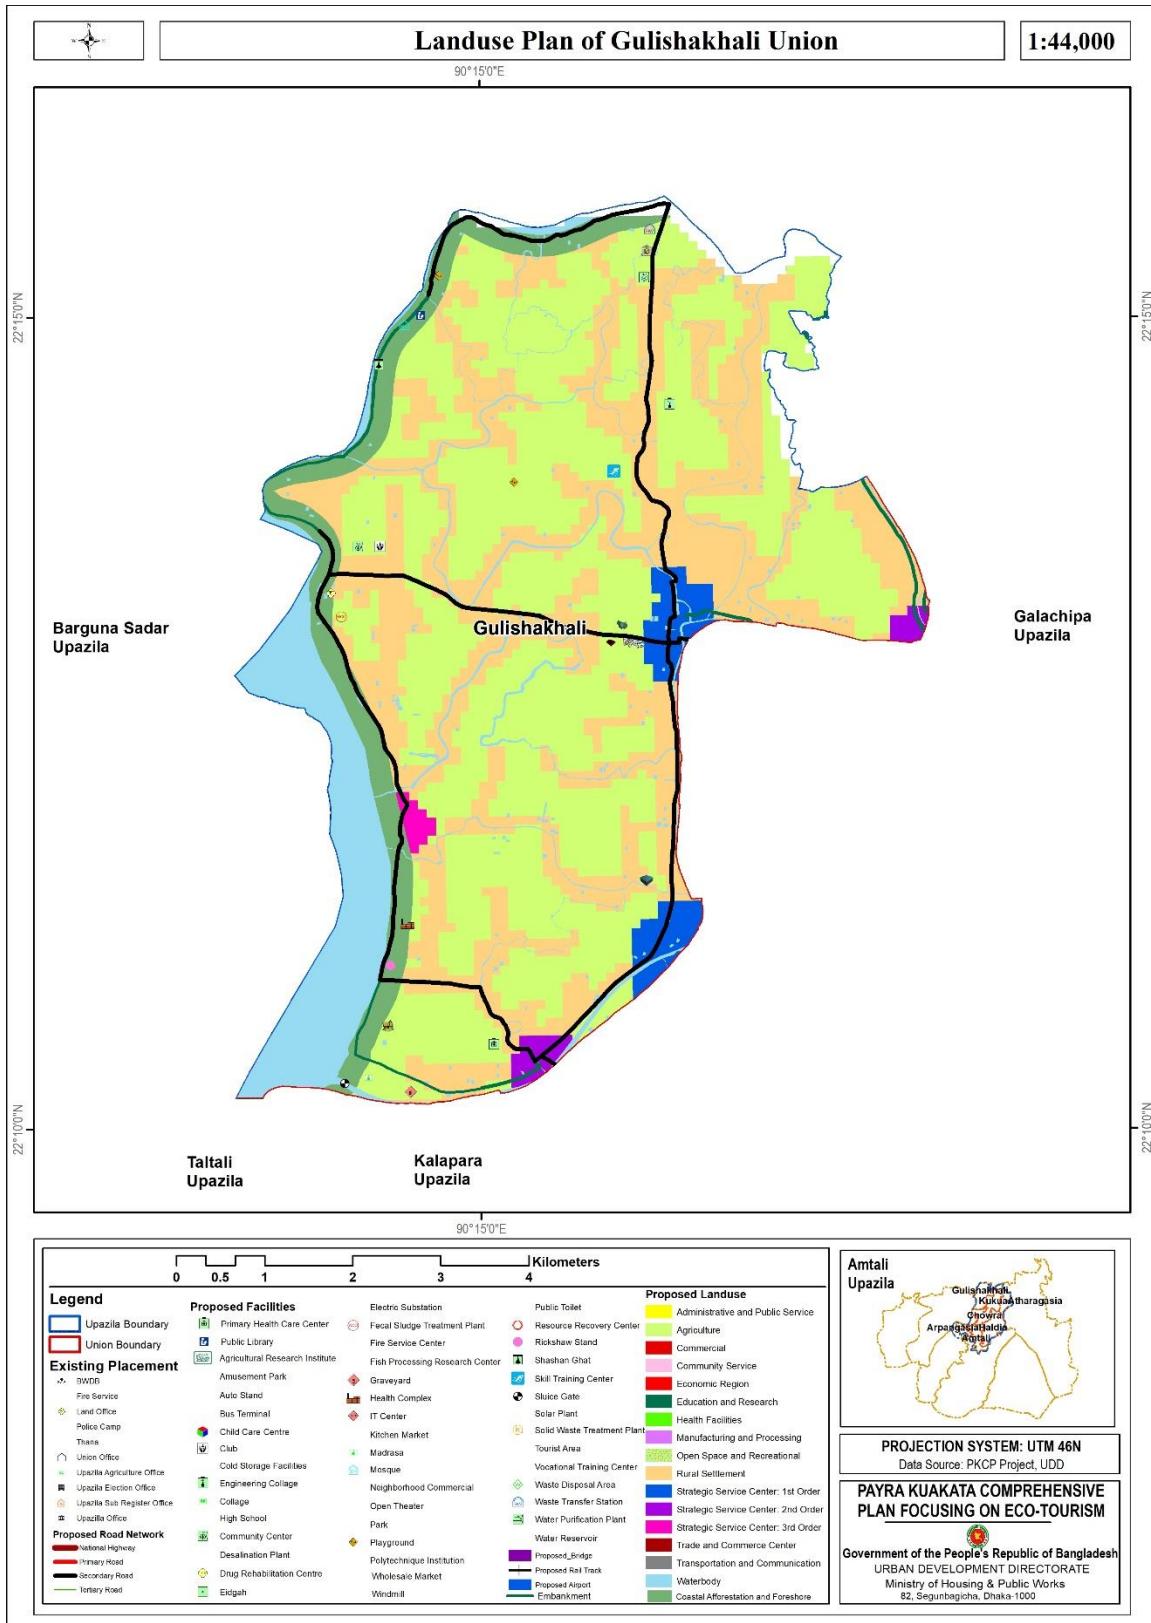 Landuse Plan of Gulishakhali Union
1:44,000
90°15'0"E
22°15'0"N
22°15'0"N
Gulishakhali
Barguna Sadar
Upazila
Galachipa
Upazila
22°10'0"N
22°10'0"N
Taltali
Upazila
Kalapara
Upazila
90°15'0"E
Kilometers
0 0.5 1 2 3 4
Legend
Upazila Boundary
Union Boundary
Existing Placement
BWDB
Fire Service
Land Office
Police Camp
Thana
Union Office
Upazila Agriculture Office
Upazila Election Office
Upazila Sub Register Office
Upazila Office
Proposed Road Network
National Highway
Primary Road
Secondary Road
Tertiary Road
Proposed Facilities
Primary Health Care Center
Public Library
Agricultural Research Institute
Amusement Park
Auto Stand
Bus Terminal
Child Care Centre
Club
Cold Storage Facilities
Engineering Collage
Collage
High School
Community Center
Desalination Plant
Drug Rehabilitation Centro
Eidgah
Electric Substation
Fecal Sludge Treatment Plant
Fire Service Center
Fish Processing Research Center
Graveyard
Health Complex
IT Center
Kitchen Market
Madrasa
Mosque
Neighborhood Commercial
Open Theater
Park
Playground
Polytechnique Institution
Wholesale Market
Windmill
Public Toilet
Resource Recovery Center
Rickshaw Stand
Shashan Ghat
Skill Training Center
Sluice Gate
Solar Plant
Solid Waste Treatment Plant
Tourist Area
Vocational Training Center
Waste Disposal Area
Waste Transfer Station
Water Purification Plant
Water Reservoir
Proposed_Bridge
Proposed Rail Track
Proposed Airport
Embankment
Proposed Landuse
Administrative and Public Service
Agriculture
Commercial
Community Service
Economic Region
Education and Research
Health Facilities
Manufacturing and Processing
Open Space and Recreational
Rural Settlement
Strategic Service Center: 1st Order
Strategic Service Center: 2nd Order
Strategic Service Center: 3rd Order
Trade and Commerce Center
Transportation and Communication
Waterbody
Coastal Afforestation and Foreshore
Amtali
Upazila
Gulishakhali
Kukua Atharagasia
Chowra
Arpangasia Haldia
Amtali
PROJECTION SYSTEM: UTM 46N
Data Source: PKCP Project, UDD
PAYRA KUAKATA COMPREHENSIVE
PLAN FOCUSING ON ECO-TOURISM
Government of the People's Republic of Bangladesh
URBAN DEVELOPMENT DIRECTORATE
Ministry of Housing & Public Works
82, Segunbagicha, Dhaka-1000